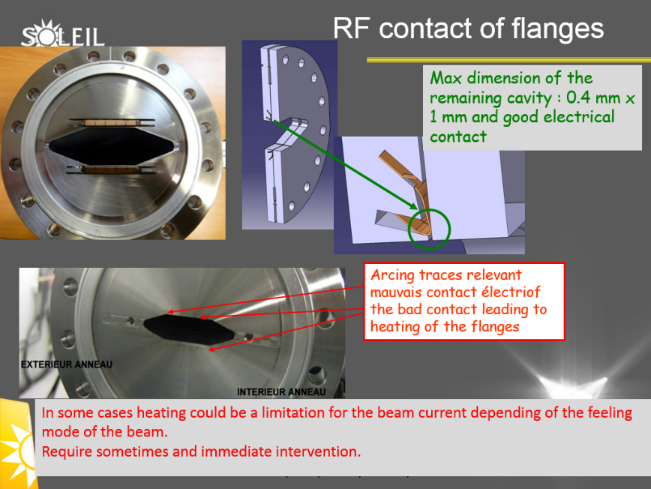 SOLEIL
RF contact of flanges
Max dimension of the
remaining cavity : 0.4 mm x
1 mm and good electrical
contact
Arcing traces relevant
mauvais contact électriof
the bad contact leading to
heating of the flanges
EXTERIEUR ANNEAU
INTERIEUR ANNEAU
In some cases heating could be a limitation for the beam current depending of the feeling
mode of the beam.
Require sometimes and immediate intervention.